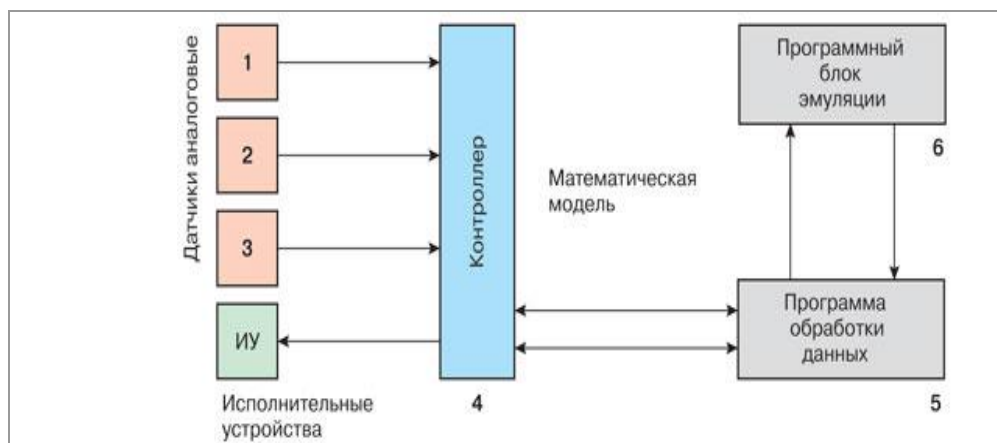 Датчики аналоговые
1
2
3
ИУ
Исполнительные
устройства
Контроллер
4
Математическая
модель
Программный
блок
эмуляции
6
Программа
обработки
данных
5